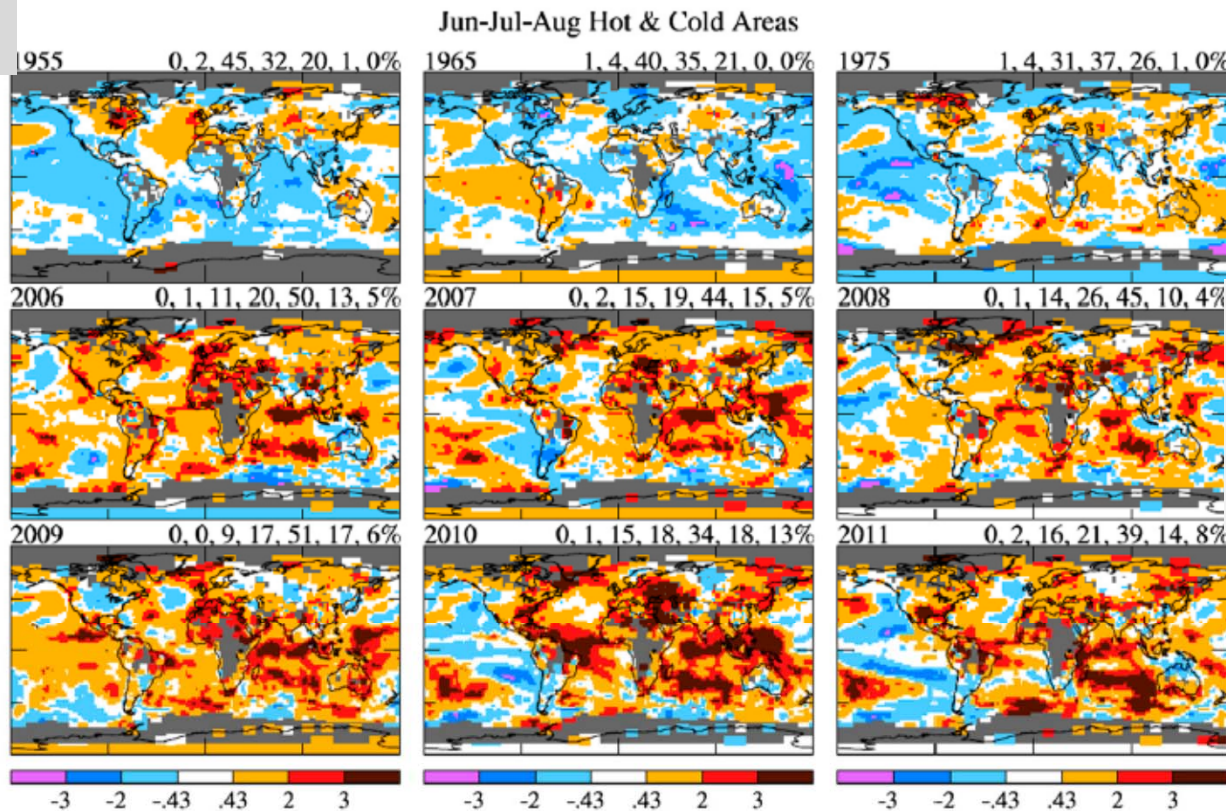 Jun-Jul-Aug Hot & Cold Areas
1955 0, 2, 45, 32, 20, 1, 0%
1965 1, 4, 40, 35, 21, 0, 0%
1975 1, 4, 31, 37, 26, 1, 0%
2006 0, 1, 11, 20, 50, 13, 5%
2007 0, 2, 15, 19, 44, 15, 5%
2008 0, 1, 14, 26, 45, 10, 4%
2009 0, 0, 9, 17, 51, 17, 6%
2010 0, 1, 15, 18, 34, 18, 13%
2011 0, 2, 16, 21, 39, 14, 8%
-3 -2 -.43 .43 2 3
-3 -2 -.43 .43 2 3
-3 -2 -.43 .43 2 3